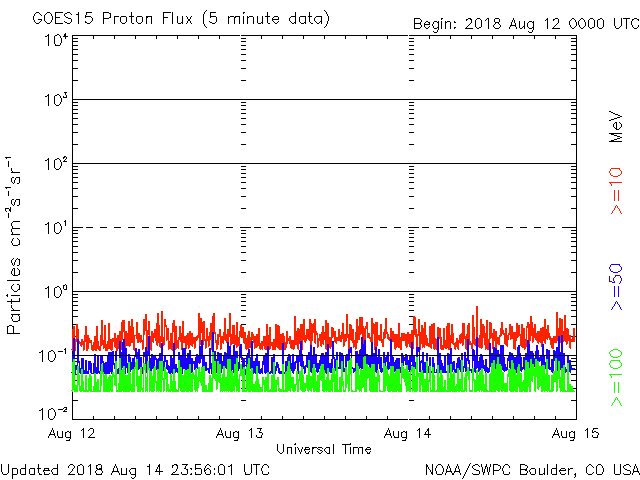 GOES15 Proton Flux (5 minute data)
Begin: 2018 Aug 12 0000 UTC
Particles cm⁻²s⁻¹sr⁻¹
10⁴
10³
10²
10¹
10⁰
10⁻¹
10⁻²
MeV
>=10
>=50
>=100
Aug 12
Aug 13
Aug 14
Aug 15
Universal Time
Updated 2018 Aug 14 23:56:01 UTC
NOAA/SWPC Boulder, CO USA